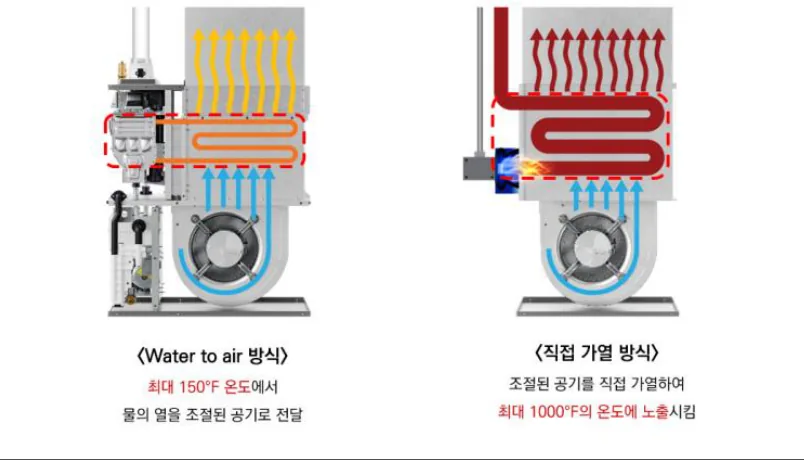 <Water to air 방식>
최대 150°F 온도에서
물의 열을 조절된 공기로 전달
<직접 가열 방식>
조절된 공기를 직접 가열하여
최대 1000°F의 온도에 노출시킴